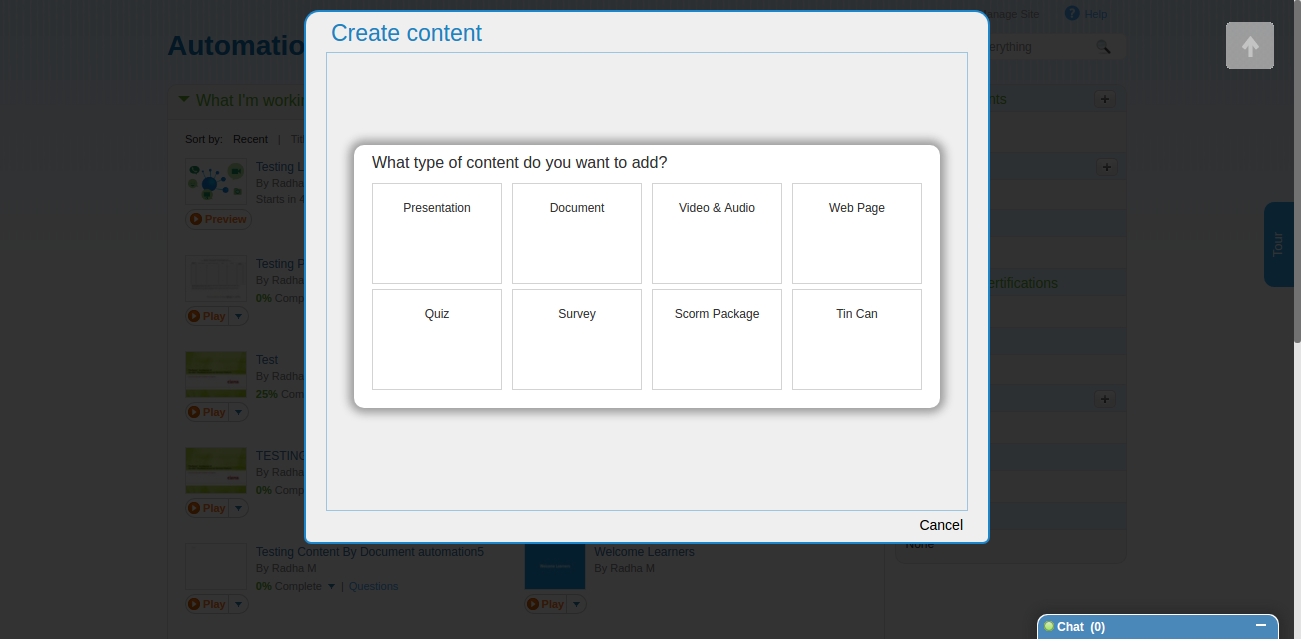 Create content
Automatio
anage Site
Help
erything
What I'm workin
Sort by: Recent | Titl
Testing L
By Radha
Starts in 4
Preview
Testing P
By Radha
0% Comp
Play
Test
By Radha
25% Com
Play
TESTING
By Radha
0% Comp
Play
Testing Content By Document automation5
By Radha M
0% Complete | Questions
Play
Welcome Learners
By Radha M
Play
What type of content do you want to add?
Presentation
Document
Video & Audio
Web Page
Quiz
Survey
Scorm Package
Tin Can
Cancel
nts
ertifications
None
Tour
Chat (0)